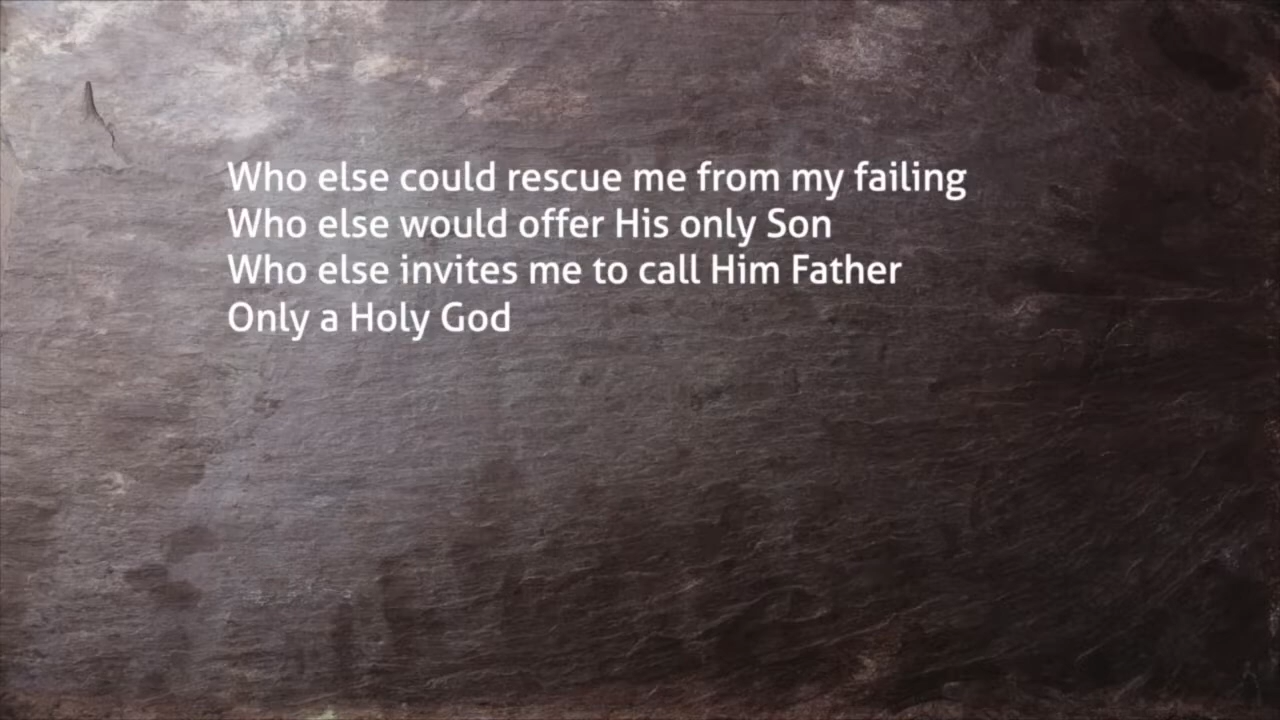 Who else could rescue me from my failing
Who else would offer His only Son
Who else invites me to call Him Father
Only a Holy God